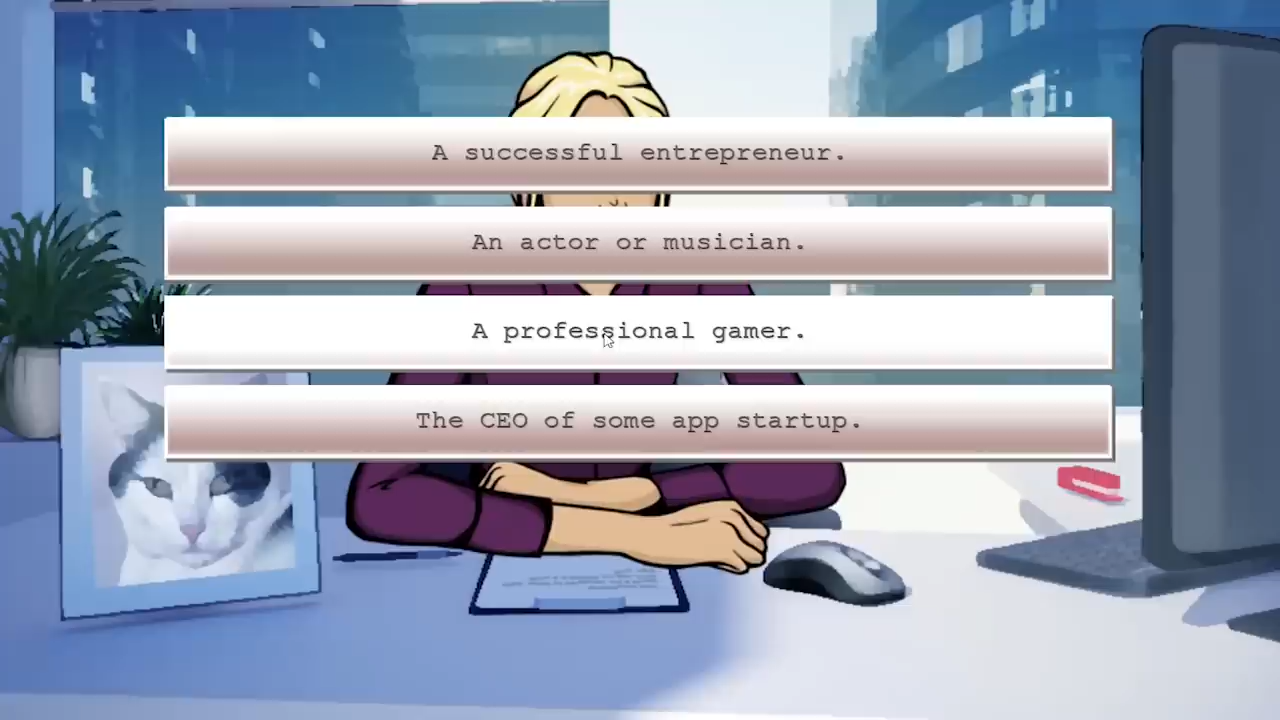 A successful entrepreneur.
An actor or musician.
A professional gamer.
The CEO of some app startup.